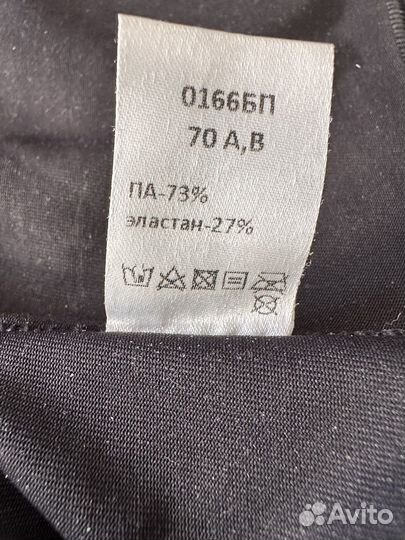 0166БП
70 А,В
ПА-73%
эластан-27%
Avito